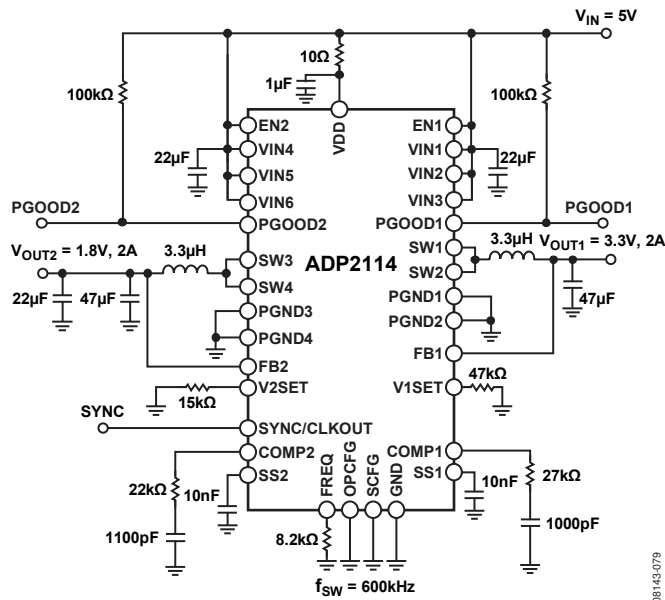 V_IN = 5V
10Ω
1µF
100kΩ
100kΩ
VDD
EN2
EN1
VIN4
VIN1
22µF
22µF
VIN5
VIN2
VIN6
VIN3
PGOOD2
PGOOD2
PGOOD1
PGOOD1
V_OUT2 = 1.8V, 2A
3.3µH
SW3
ADP2114
SW1
3.3µH
V_OUT1 = 3.3V, 2A
SW4
SW2
22µF
47µF
PGND3
PGND1
47µF
PGND4
PGND2
FB2
FB1
V2SET
V1SET
15kΩ
47kΩ
SYNC
SYNC/CLKOUT
COMP2
COMP1
SS2
SS1
FREQ
OPCFG
SCFG
GND
22kΩ
10nF
10nF
27kΩ
1100pF
8.2kΩ
1000pF
f_SW = 600kHz
08143-079